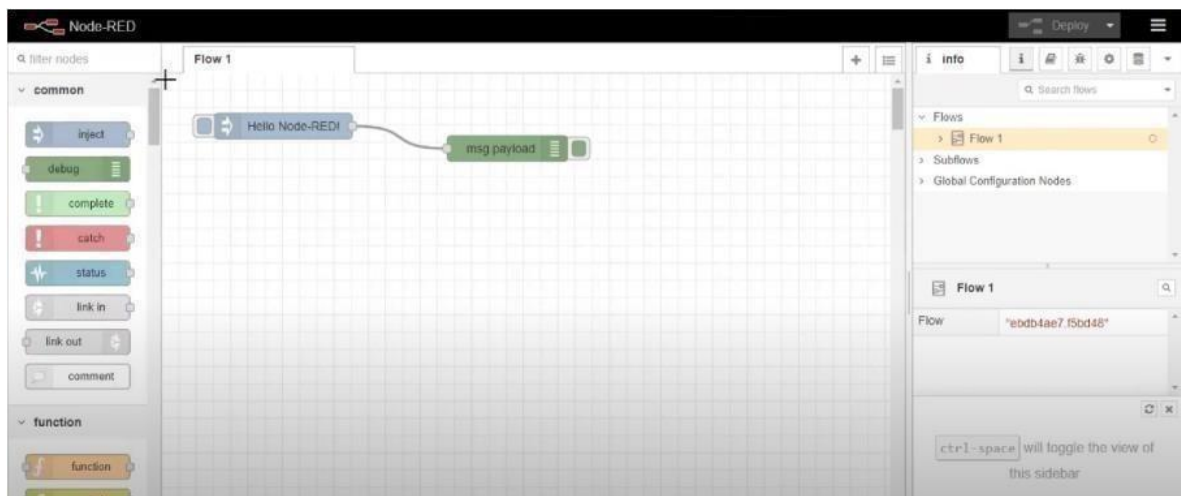 Node-RED
Deploy
filter nodes
Flow 1
info
i
common
Search flows
inject
Hello Node-RED!
Flows
Flow 1
debug
msg payload
Subflows
Global Configuration Nodes
complete
catch
status
link in
Flow 1
link out
Flow
"ebdb4ae7.f5bd48"
comment
function
ctrl-space will toggle the view of
this sidebar
function